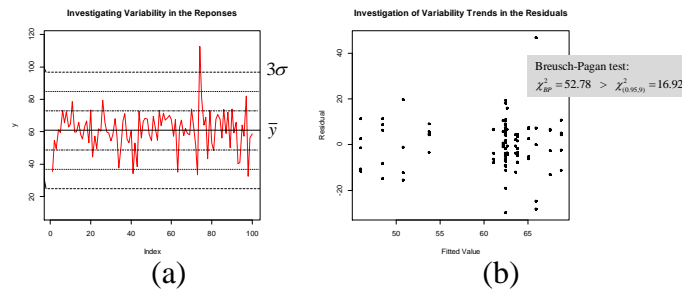 Investigating Variability in the Reponses
120
100
80
60
40
20
y
3σ
y̅
0 20 40 60 80 100
Index
(a)
Investigation of Variability Trends in the Residuals
Breusch-Pagan test:
χ²_BP = 52.78 > χ²_(0.95,9) = 16.92
40
20
0
-20
Residual
50 55 60 65
Fitted Value
(b)